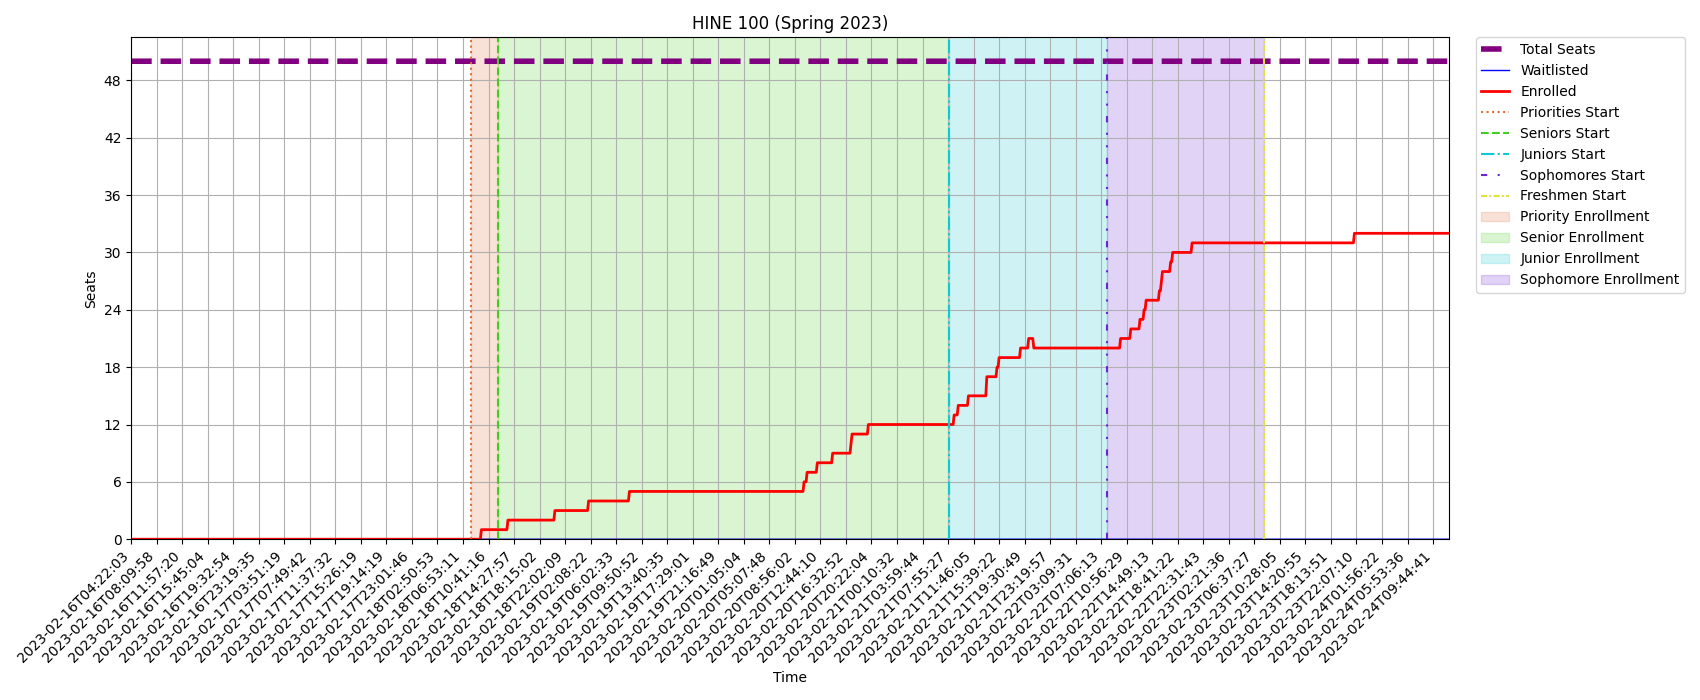 HINE 100 (Spring 2023)
Total Seats
Waitlisted
Enrolled
Priorities Start
Seniors Start
Juniors Start
Sophomores Start
Freshmen Start
Priority Enrollment
Senior Enrollment
Junior Enrollment
Sophomore Enrollment
Seats
48
42
36
30
24
18
12
6
0
2023-02-16T04:22:03
2023-02-16T08:09:58
2023-02-16T11:57:20
2023-02-16T15:45:04
2023-02-16T19:32:54
2023-02-16T23:19:35
2023-02-17T03:51:19
2023-02-17T07:49:42
2023-02-17T11:37:32
2023-02-17T15:26:19
2023-02-17T19:14:19
2023-02-17T23:01:46
2023-02-18T02:50:53
2023-02-18T06:53:11
2023-02-18T10:41:16
2023-02-18T14:27:57
2023-02-18T18:15:02
2023-02-18T22:02:09
2023-02-19T02:08:22
2023-02-19T06:02:33
2023-02-19T09:50:52
2023-02-19T13:40:35
2023-02-19T17:29:01
2023-02-19T21:16:49
2023-02-20T01:05:04
2023-02-20T05:07:48
2023-02-20T08:56:02
2023-02-20T12:44:10
2023-02-20T16:32:52
2023-02-20T20:22:04
2023-02-21T00:10:32
2023-02-21T03:59:44
2023-02-21T07:55:27
2023-02-21T11:46:05
2023-02-21T15:39:22
2023-02-21T19:30:49
2023-02-21T23:19:57
2023-02-22T03:09:31
2023-02-22T07:06:13
2023-02-22T10:56:29
2023-02-22T14:49:13
2023-02-22T18:41:22
2023-02-22T22:31:43
2023-02-23T02:21:36
2023-02-23T06:37:27
2023-02-23T10:28:05
2023-02-23T14:20:55
2023-02-23T18:13:51
2023-02-23T22:07:10
2023-02-24T01:56:22
2023-02-24T05:53:36
2023-02-24T09:44:41
Time